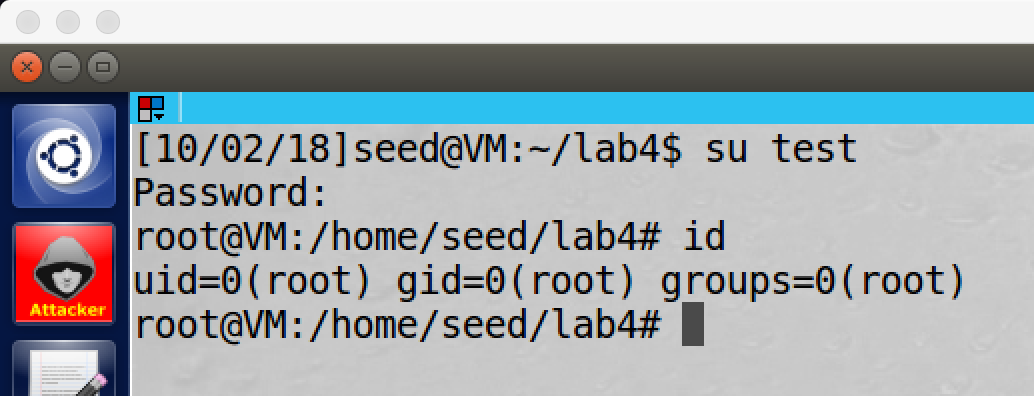 [10/02/18]seed@VM:~/lab4$ su test
Password:
root@VM:/home/seed/lab4# id
uid=0(root) gid=0(root) groups=0(root)
root@VM:/home/seed/lab4#
Attacker